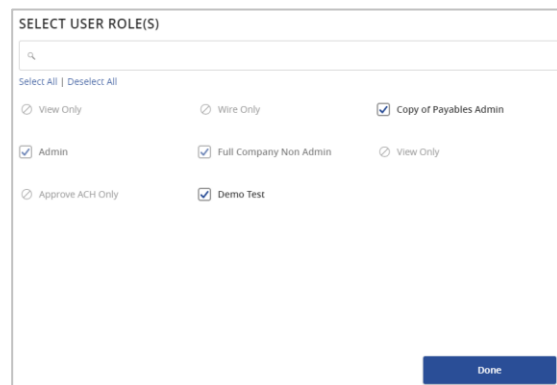 SELECT USER ROLE(S)
Select All | Deselect All
View Only
Wire Only
Copy of Payables Admin
Admin
Full Company Non Admin
View Only
Approve ACH Only
Demo Test
Done